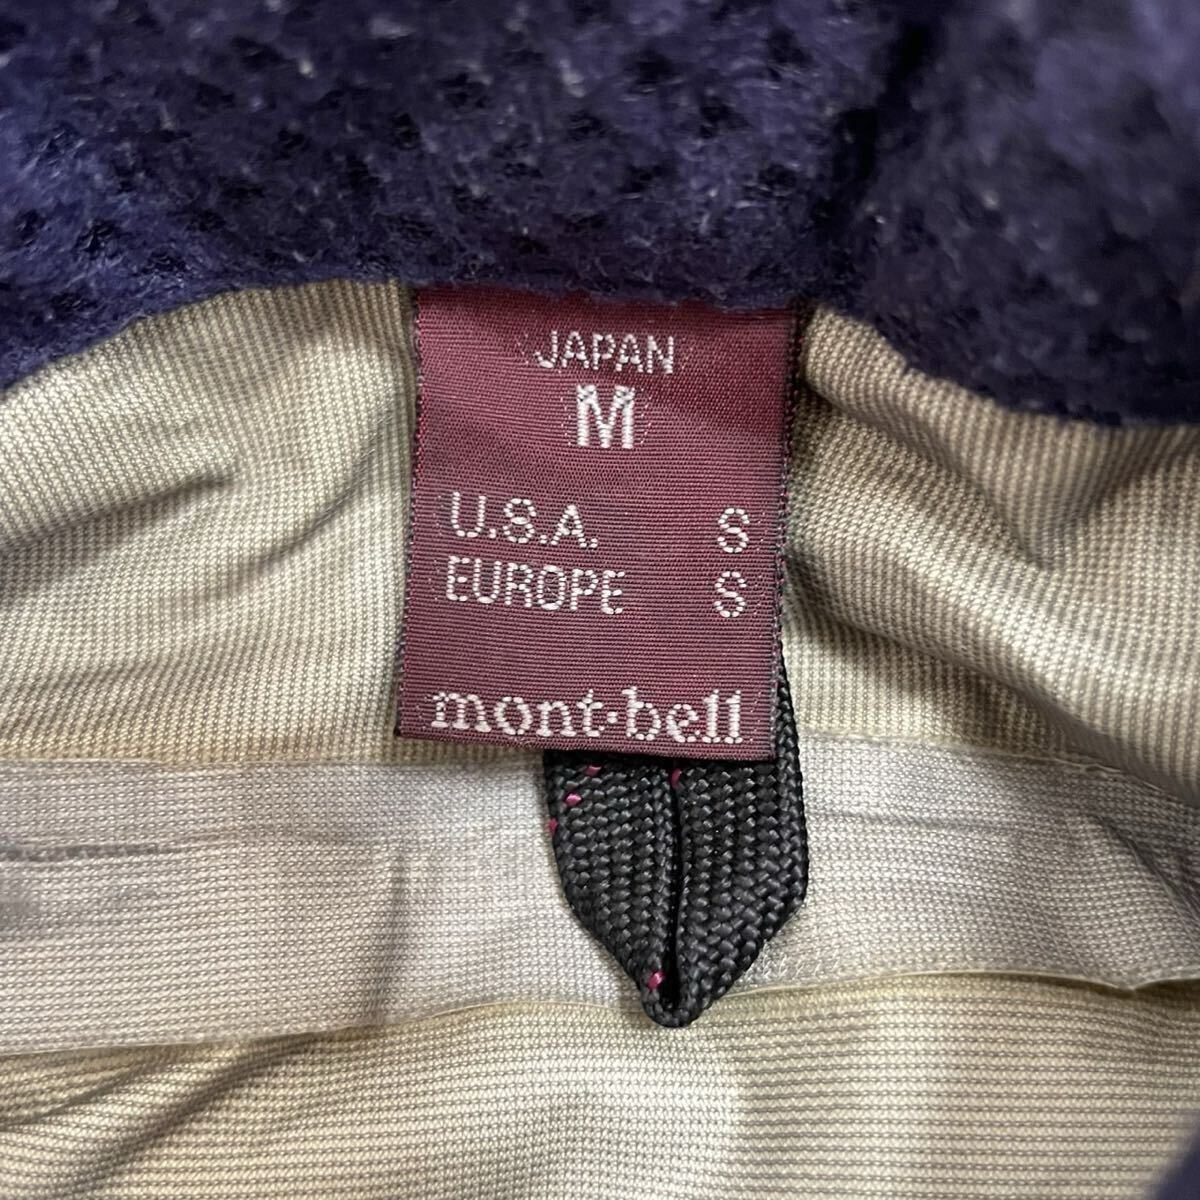 JAPAN
M
U.S.A. S
EUROPE S
mont·bell